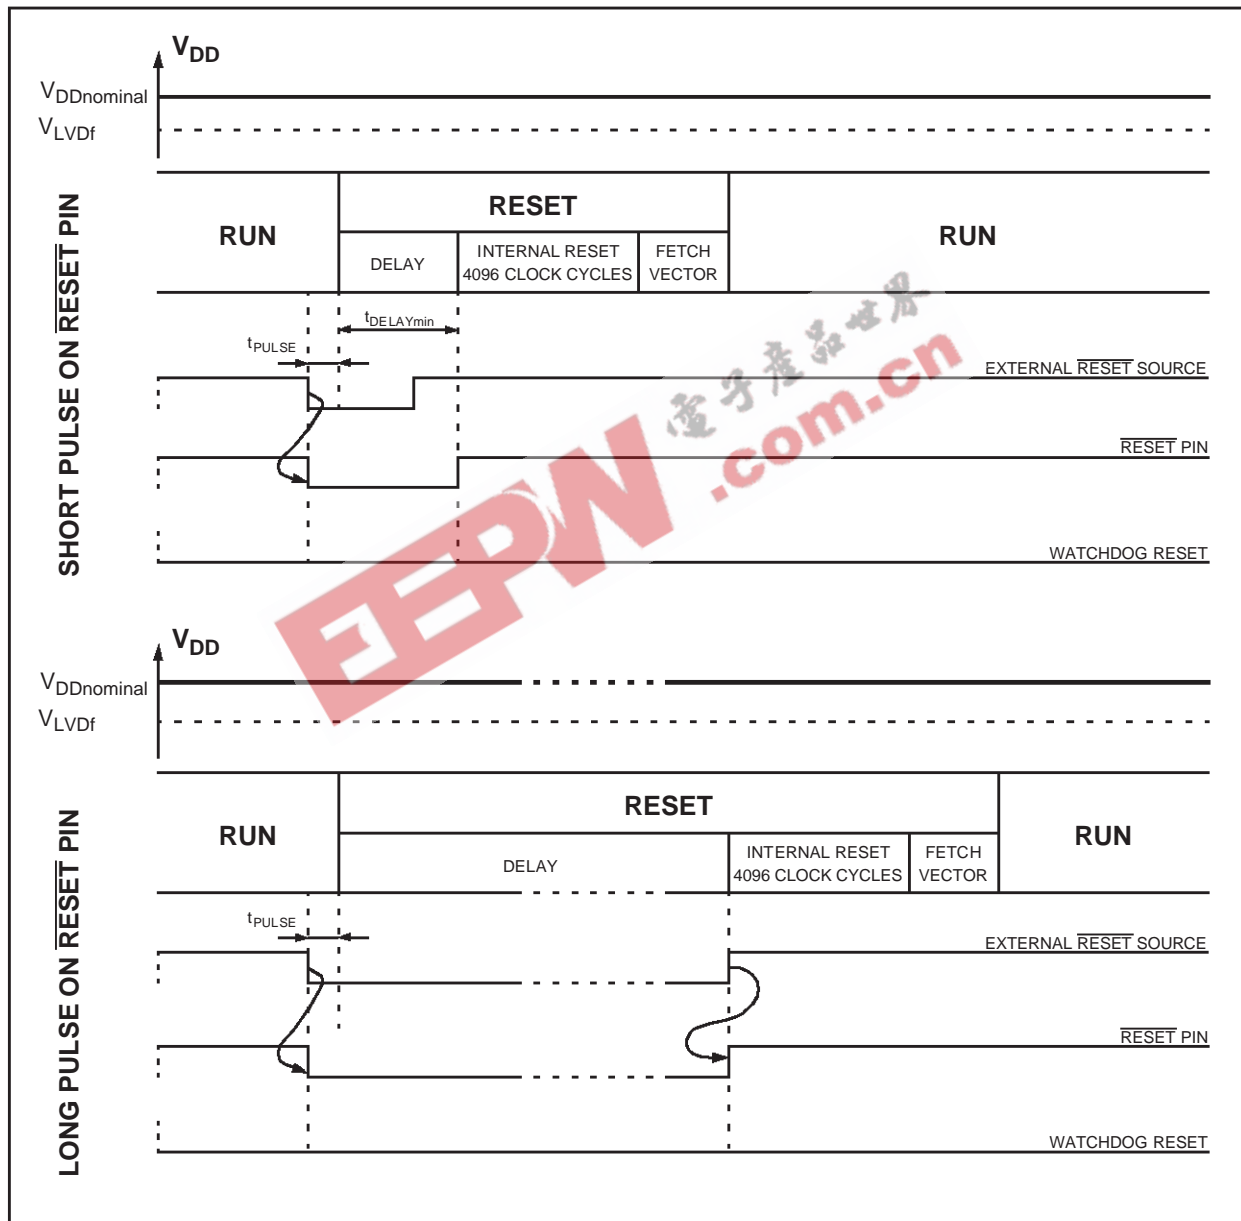 VDD
VDDnominal
VLVDf
SHORT PULSE ON RESET PIN
RUN
RESET
RUN
DELAY
INTERNAL RESET
4096 CLOCK CYCLES
FETCH
VECTOR
tDELAYmin
tPULSE
EXTERNAL RESET SOURCE
RESET PIN
WATCHDOG RESET
EEPW
.com.cn
電子產品世界
VDD
VDDnominal
VLVDf
LONG PULSE ON RESET PIN
RUN
RESET
RUN
DELAY
INTERNAL RESET
4096 CLOCK CYCLES
FETCH
VECTOR
tPULSE
EXTERNAL RESET SOURCE
RESET PIN
WATCHDOG RESET